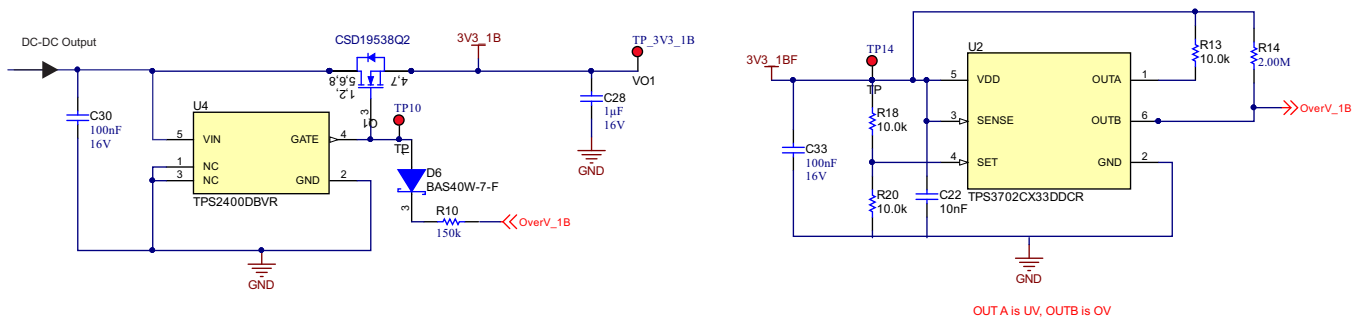 DC-DC Output
CSD19538Q2
5,6,8
1,2,
4,7
3
Q1
3V3_1B
TP_3V3_1B
VO1
C30
100nF
16V
U4
5
VIN
GATE
4
1
NC
3
NC
GND
2
TPS2400DBVR
TP10
TP
1
D6
BAS40W-7-F
3
R10
150k
OverV_1B
C28
1µF
16V
GND
GND
3V3_1BF
TP14
TP
U2
5
VDD
OUTA
1
3
SENSE
OUTB
6
4
SET
GND
2
TPS3702CX33DDCR
R13
10.0k
R14
2.00M
OverV_1B
R18
10.0k
C33
100nF
16V
R20
10.0k
C22
10nF
GND
OUT A is UV, OUTB is OV